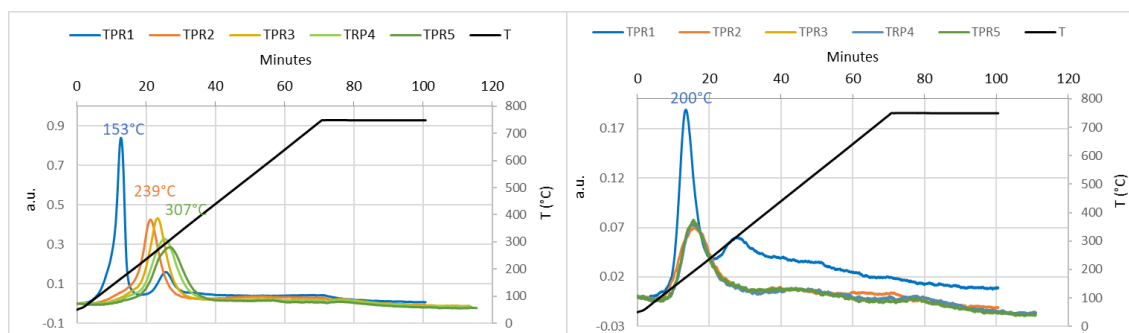 TPR1 TPR2 TPR3 TRP4 TPR5 T
Minutes
0 20 40 60 80 100 120
0.9
0.7
0.5
0.3
0.1
-0.1
a.u.
800
700
600
500
400
300
200
100
0
T (°C)
153°C
239°C
307°C
TPR1 TPR2 TPR3 TRP4 TPR5 T
Minutes
0 20 40 60 80 100 120
0.17
0.12
0.07
0.02
-0.03
a.u.
800
700
600
500
400
300
200
100
0
T (°C)
200°C